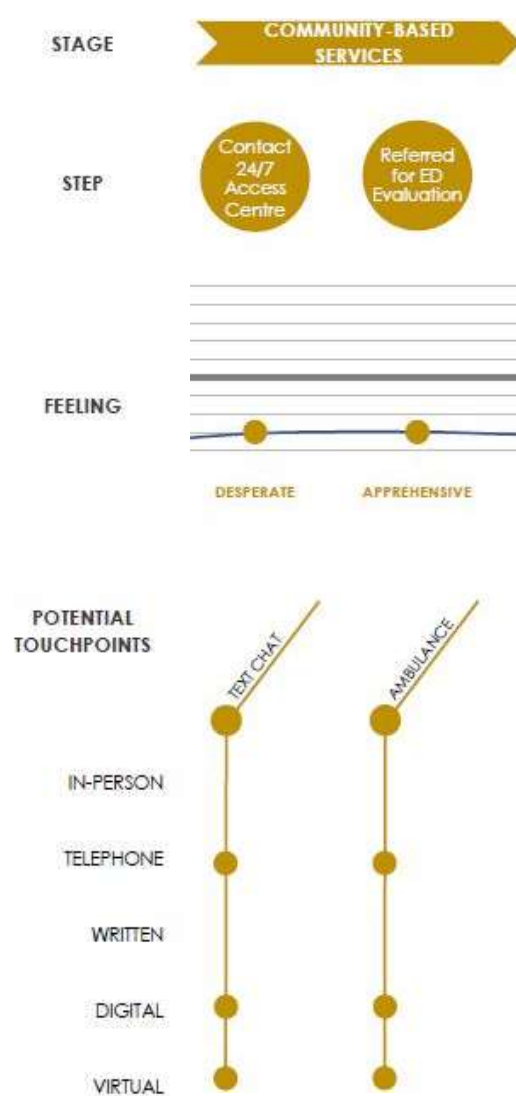 STAGE
COMMUNITY-BASED
SERVICES
STEP
Contact
24/7
Access
Centre
Referred
for ED
Evaluation
FEELING
DESPERATE
APPREHENSIVE
POTENTIAL
TOUCHPOINTS
TEXT CHAT
AMBULANCE
IN-PERSON
TELEPHONE
WRITTEN
DIGITAL
VIRTUAL